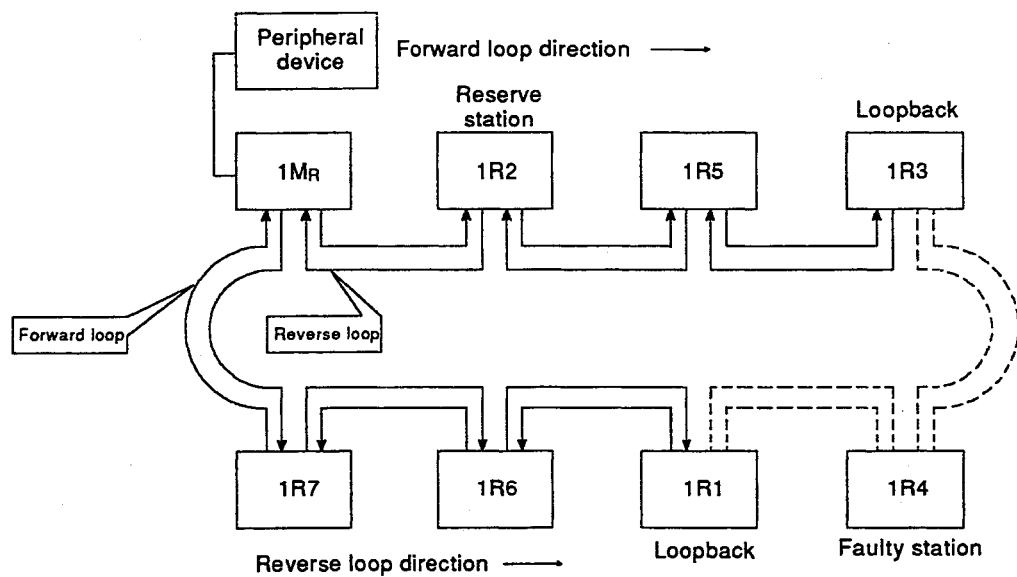 Peripheral
device
Forward loop direction
Reserve
station
Loopback
1MR
1R2
1R5
1R3
Forward loop
Reverse loop
1R7
1R6
1R1
1R4
Loopback
Faulty station
Reverse loop direction